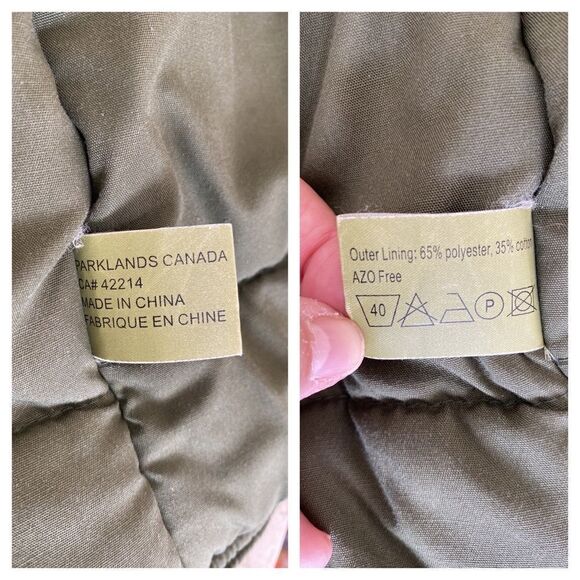 PARKLANDS CANADA
CA# 42214
MADE IN CHINA
FABRIQUE EN CHINE
Outer Lining: 65% polyester, 35% cotton
AZO Free
40 P